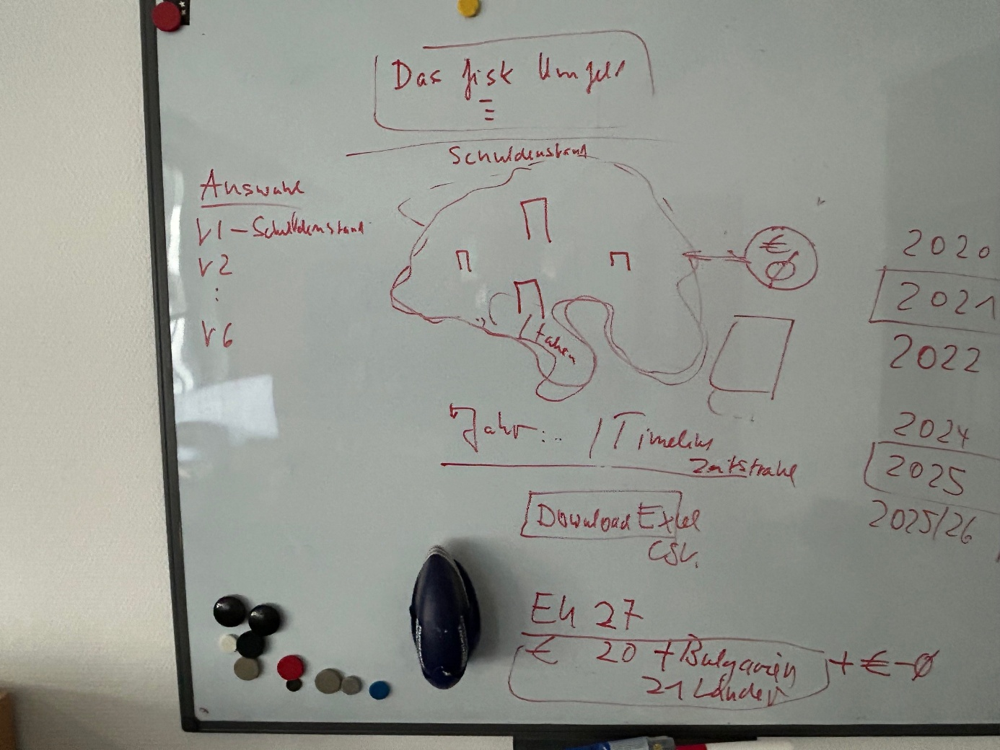 Das fisk Umfeld
Schuldenstand
Auswahl
V1 – Schuldenstand
V2
:
V6
€
Ø
Italien
2020
2021
2022
2024
2025
2025/26
Jahr: .. / Timeline
Zeitstrahl
Download Excel
CSV.
EU 27
€ 20 + Bulgarien + € – Ø
21 Länder